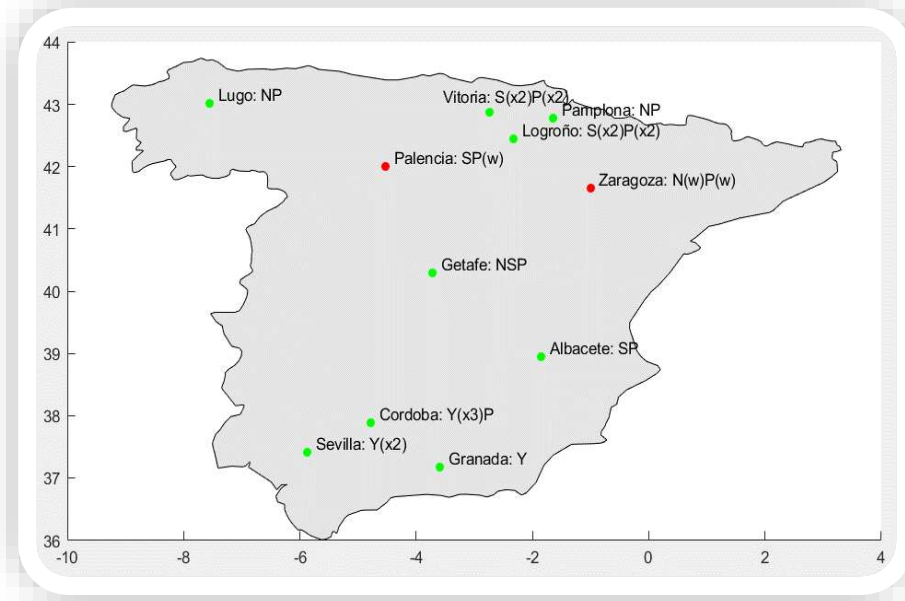 44
43
42
41
40
39
38
37
36
-10
-8
-6
-4
-2
0
2
4
Lugo: NP
Vitoria: S(x2)P(x2)
Pamplona: NP
Logroño: S(x2)P(x2)
Palencia: SP(w)
Zaragoza: N(w)P(w)
Getafe: NSP
Albacete: SP
Cordoba: Y(x3)P
Sevilla: Y(x2)
Granada: Y